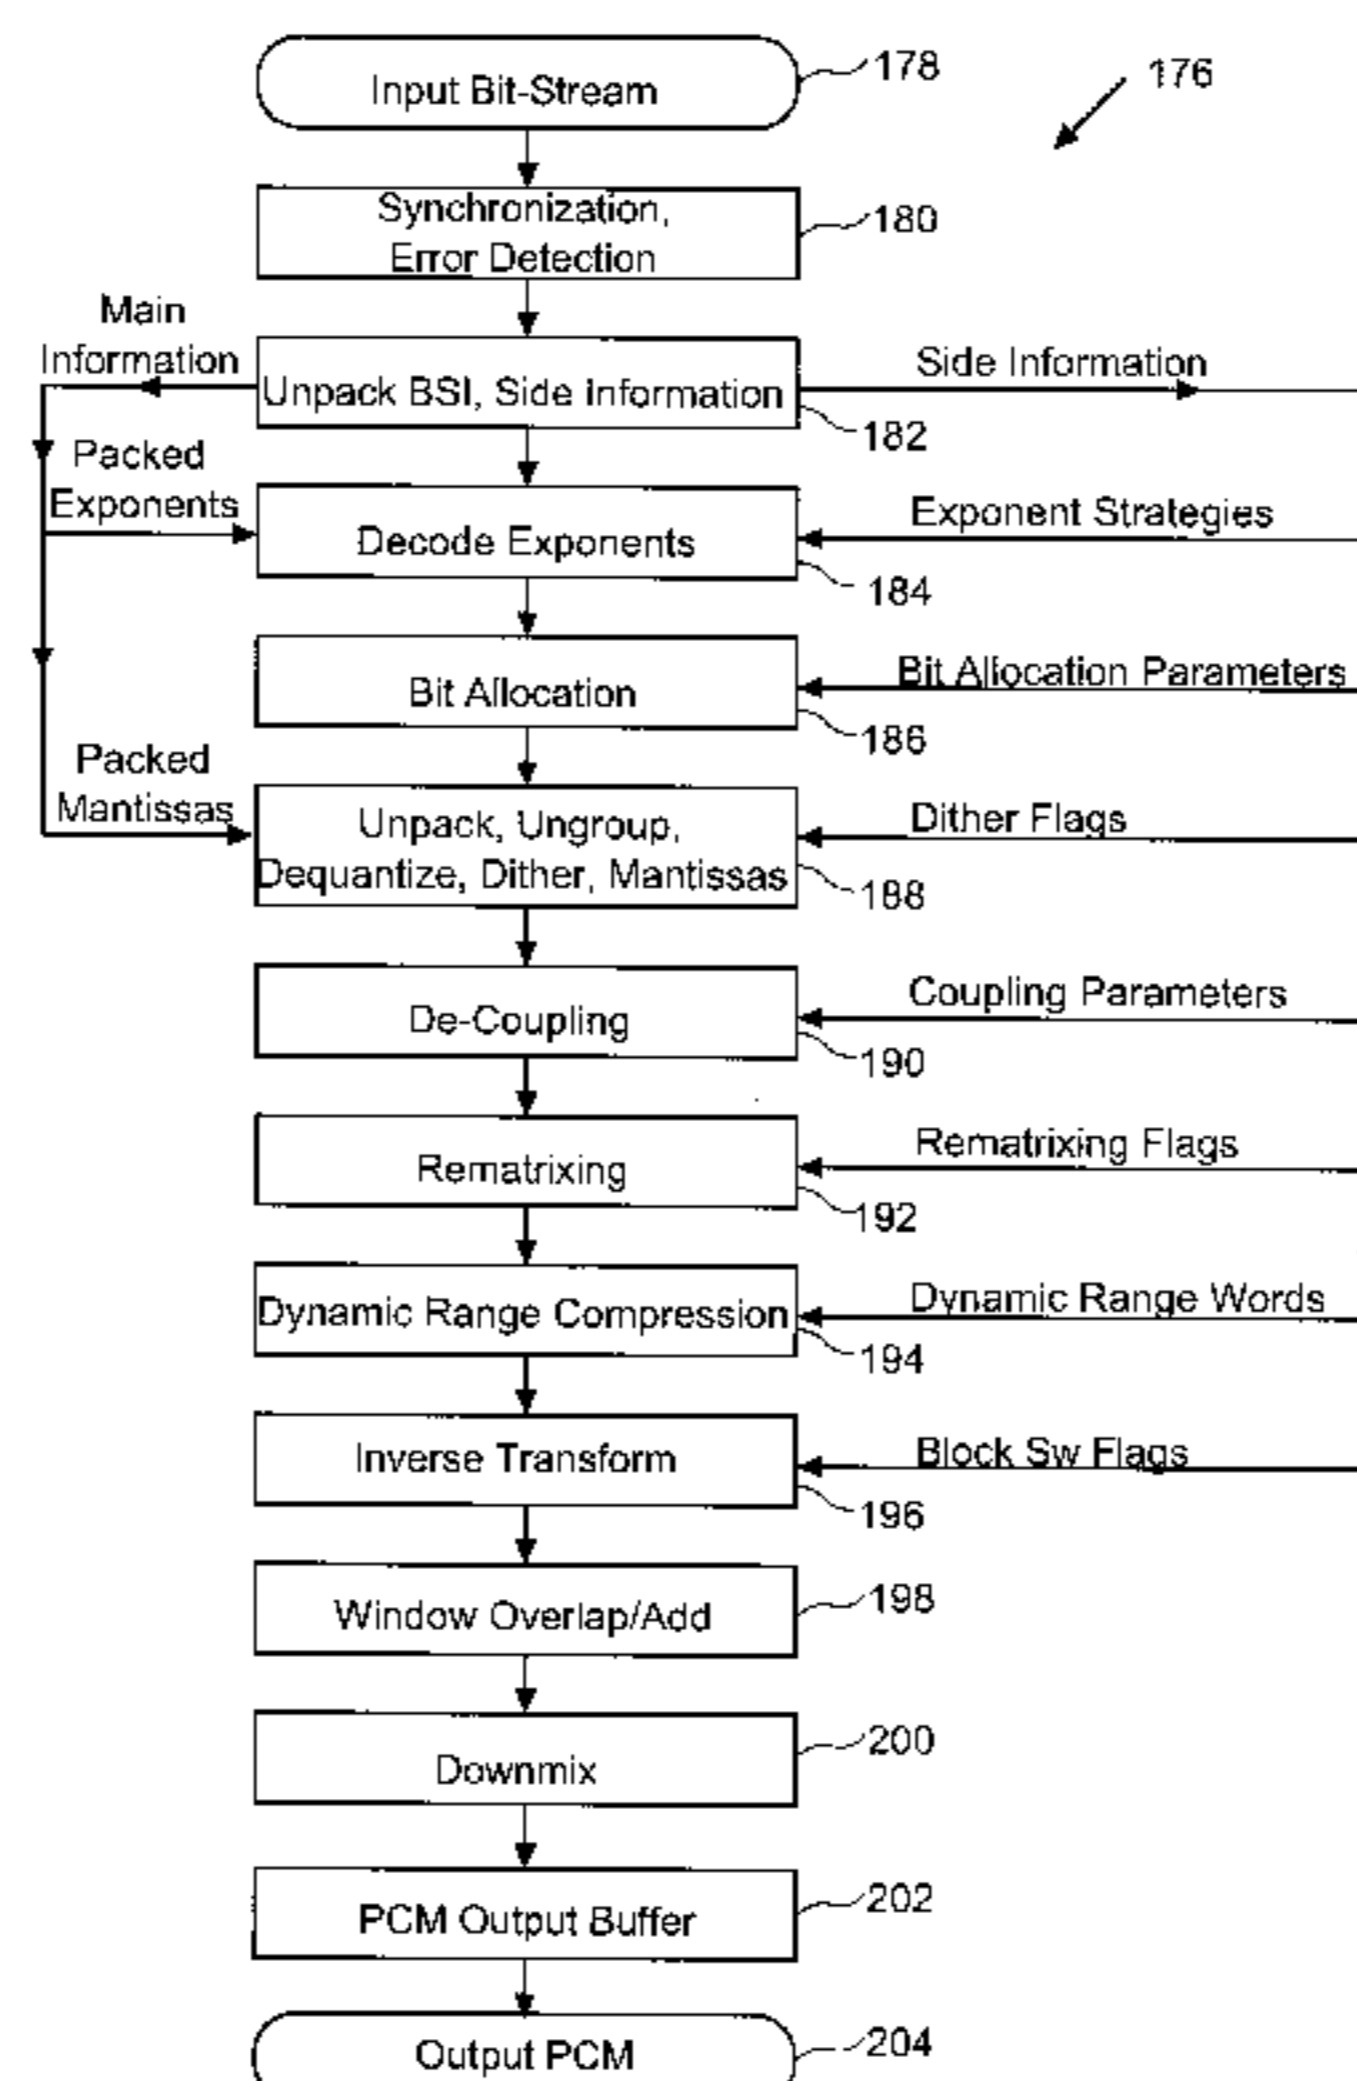 Input Bit-Stream
178
176
Synchronization,
Error Detection
180
Main
Information
Unpack BSI, Side Information
Side Information
182
Packed
Exponents
Decode Exponents
Exponent Strategies
184
Bit Allocation
Bit Allocation Parameters
186
Packed
Mantissas
Unpack, Ungroup,
Dequantize, Dither, Mantissas
Dither Flags
188
De-Coupling
Coupling Parameters
190
Rematrixing
Rematrixing Flags
192
Dynamic Range Compression
Dynamic Range Words
194
Inverse Transform
Block Sw Flags
196
Window Overlap/Add
198
Downmix
200
PCM Output Buffer
202
Output PCM
204